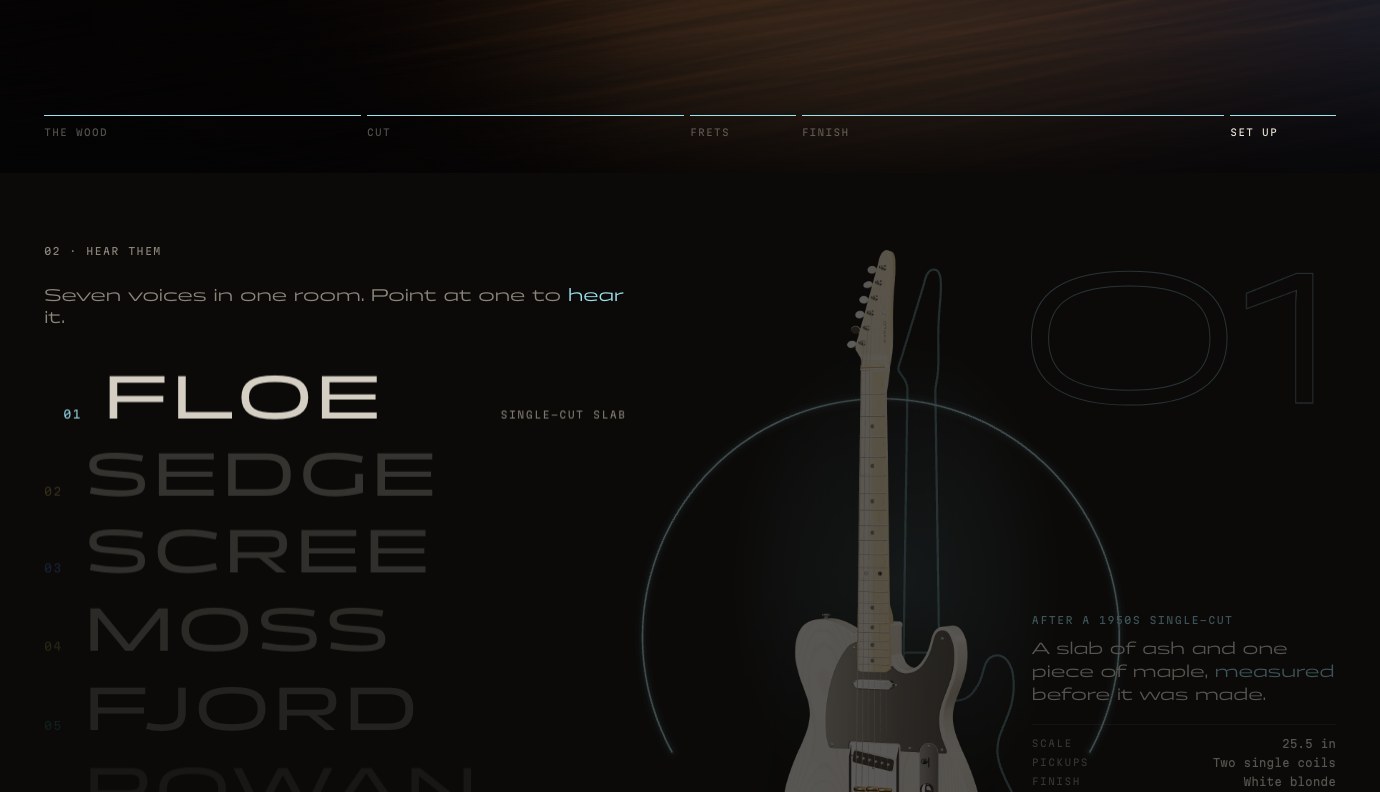 THE WOOD
CUT
FRETS
FINISH
SET UP
02 · HEAR THEM
Seven voices in one room. Point at one to hear
it.
01 FLOE SINGLE-CUT SLAB
02 SEDGE
03 SCREE
04 MOSS
05 FJORD
ROWAN
01
AFTER A 1950S SINGLE-CUT
A slab of ash and one
piece of maple, measured
before it was made.
SCALE 25.5 in
PICKUPS Two single coils
FINISH White blonde